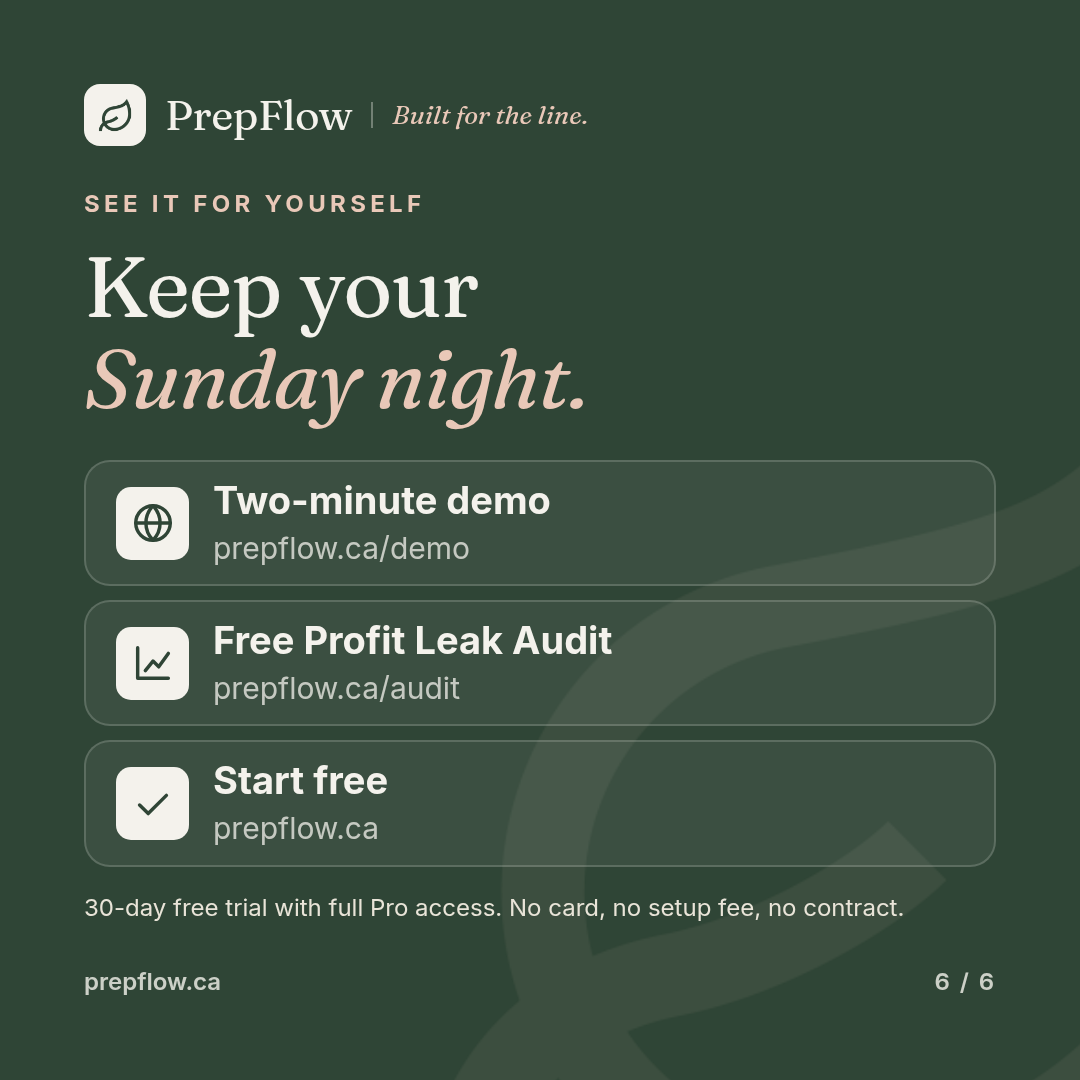 PrepFlow
Built for the line.
SEE IT FOR YOURSELF
Keep your
Sunday night.
Two-minute demo
prepflow.ca/demo
Free Profit Leak Audit
prepflow.ca/audit
Start free
prepflow.ca
30-day free trial with full Pro access. No card, no setup fee, no contract.
prepflow.ca
6 / 6